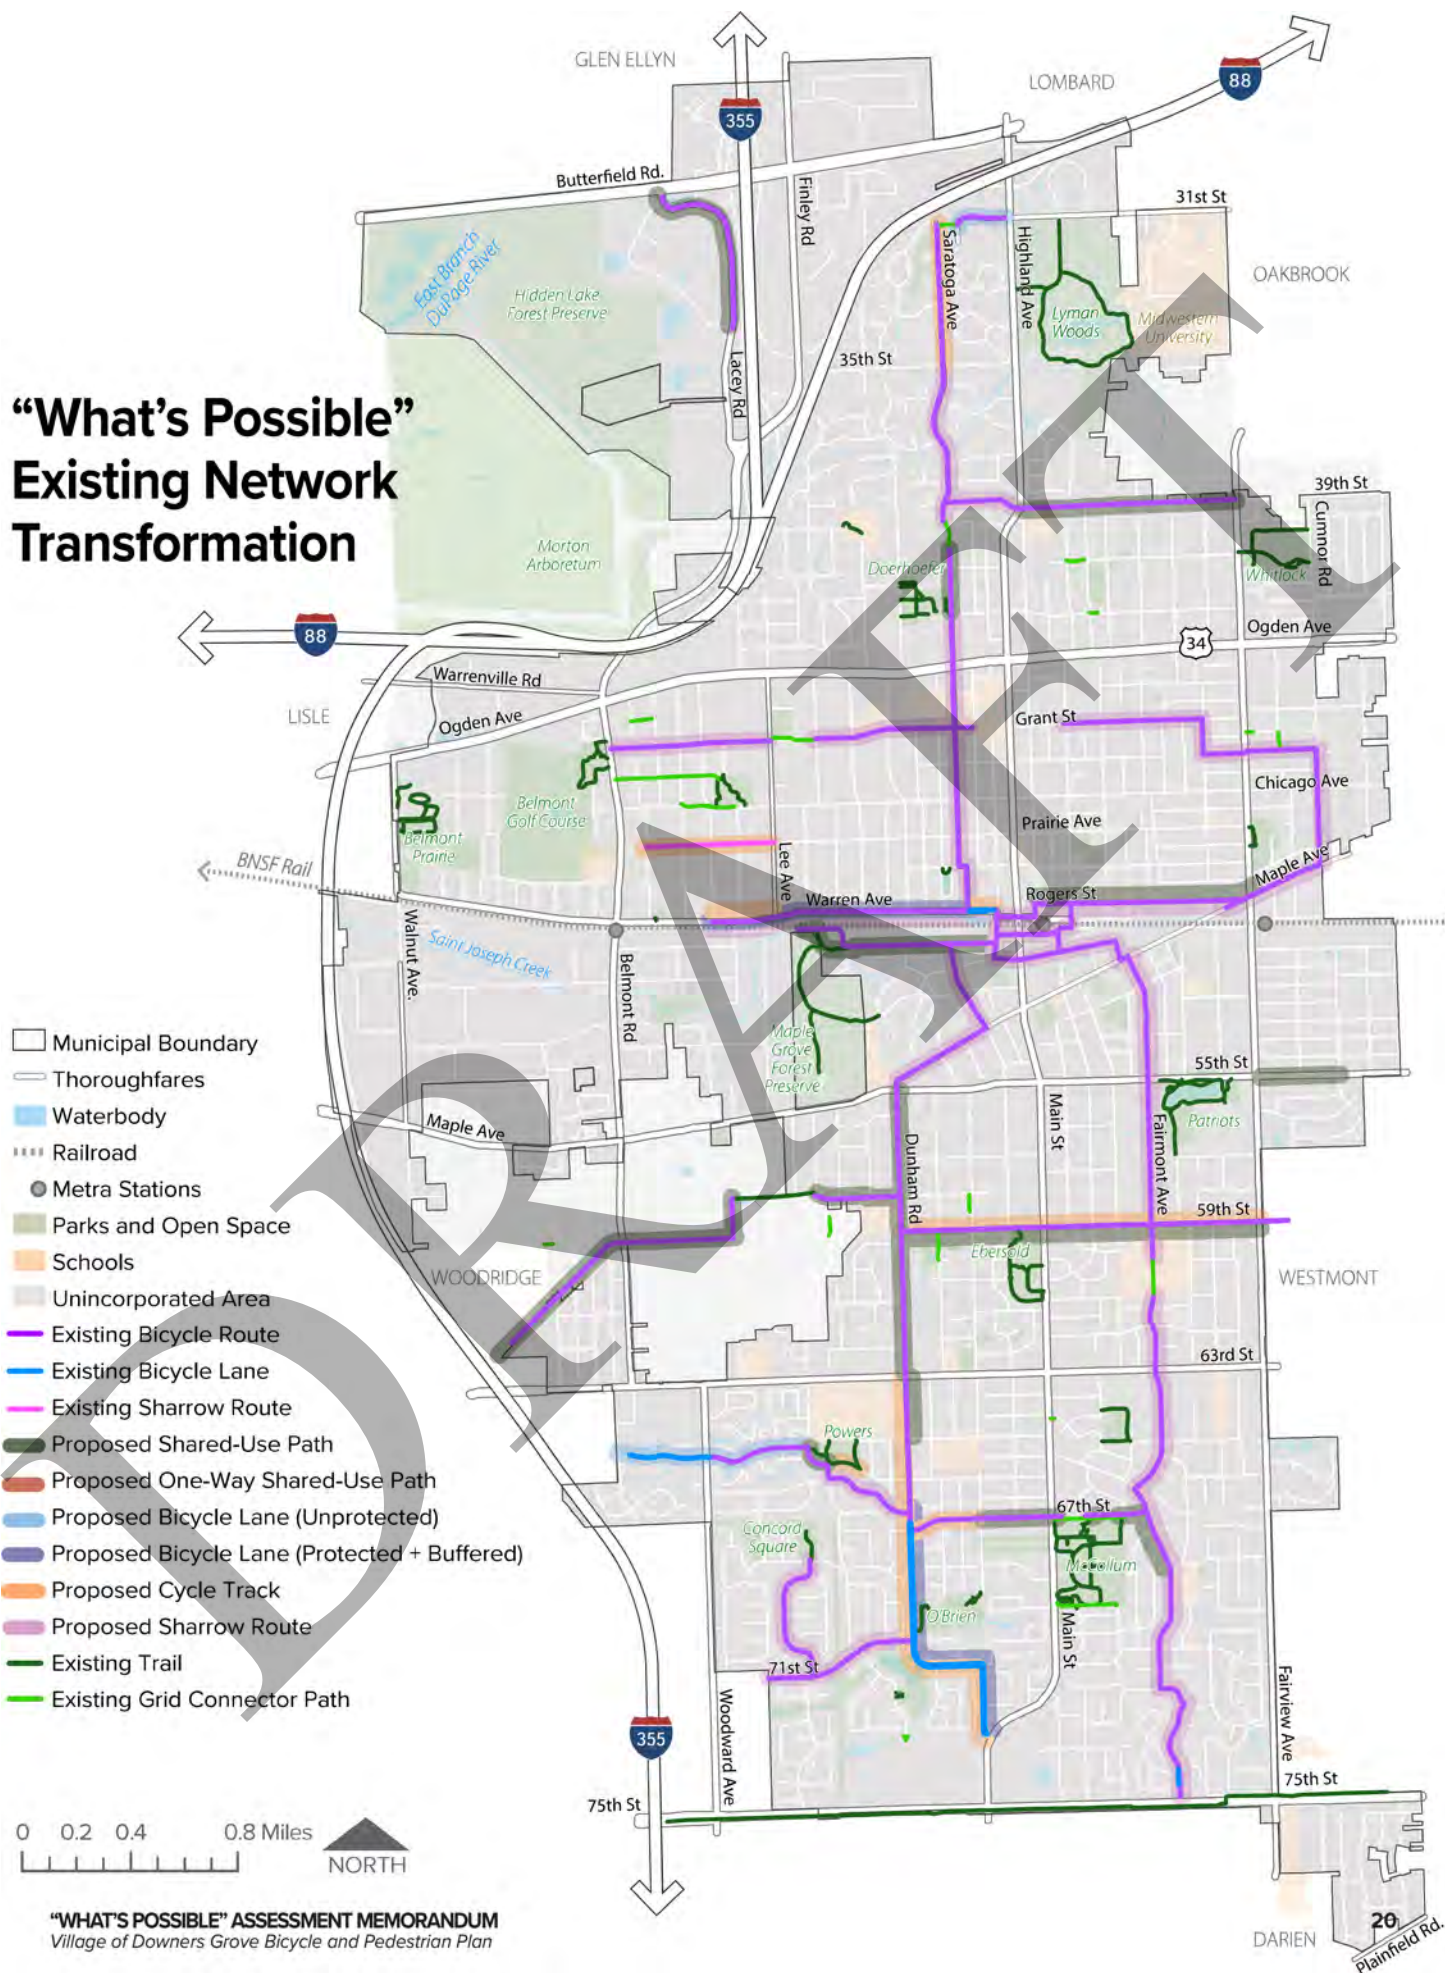 GLEN ELLYN
LOMBARD
88
355
Butterfield Rd.
Finley Rd
31st St
Saratoga Ave
Highland Ave
OAKBROOK
East Branch
DuPage River
Hidden Lake
Forest Preserve
Lyman
Woods
Midwestern
University
Lacey Rd
35th St
“What’s Possible”
Existing Network
Transformation
39th St
Cumnor Rd
Morton
Arboretum
Doerhoefer
Whitlock
88
34
Ogden Ave
Warrenville Rd
LISLE
Ogden Ave
Grant St
Chicago Ave
Belmont
Golf Course
Belmont
Prairie
Prairie Ave
BNSF Rail
Lee Ave
Maple Ave
Warren Ave
Rogers St
Walnut Ave.
Saint Joseph Creek
Belmont Rd
Maple
Grove
Forest
Preserve
55th St
Maple Ave
Main St
Fairmont Ave
Patriots
Dunham Rd
59th St
Ebersold
WOODRIDGE
WESTMONT
63rd St
Powers
67th St
Concord
Square
McCollum
O'Brien
Main St
71st St
Woodward Ave
Fairview Ave
355
75th St
75th St
DARIEN
Plainfield Rd.
DRAFT
Municipal Boundary
Thoroughfares
Waterbody
Railroad
Metra Stations
Parks and Open Space
Schools
Unincorporated Area
Existing Bicycle Route
Existing Bicycle Lane
Existing Sharrow Route
Proposed Shared-Use Path
Proposed One-Way Shared-Use Path
Proposed Bicycle Lane (Unprotected)
Proposed Bicycle Lane (Protected + Buffered)
Proposed Cycle Track
Proposed Sharrow Route
Existing Trail
Existing Grid Connector Path
0 0.2 0.4 0.8 Miles
NORTH
“WHAT’S POSSIBLE” ASSESSMENT MEMORANDUM
Village of Downers Grove Bicycle and Pedestrian Plan
20